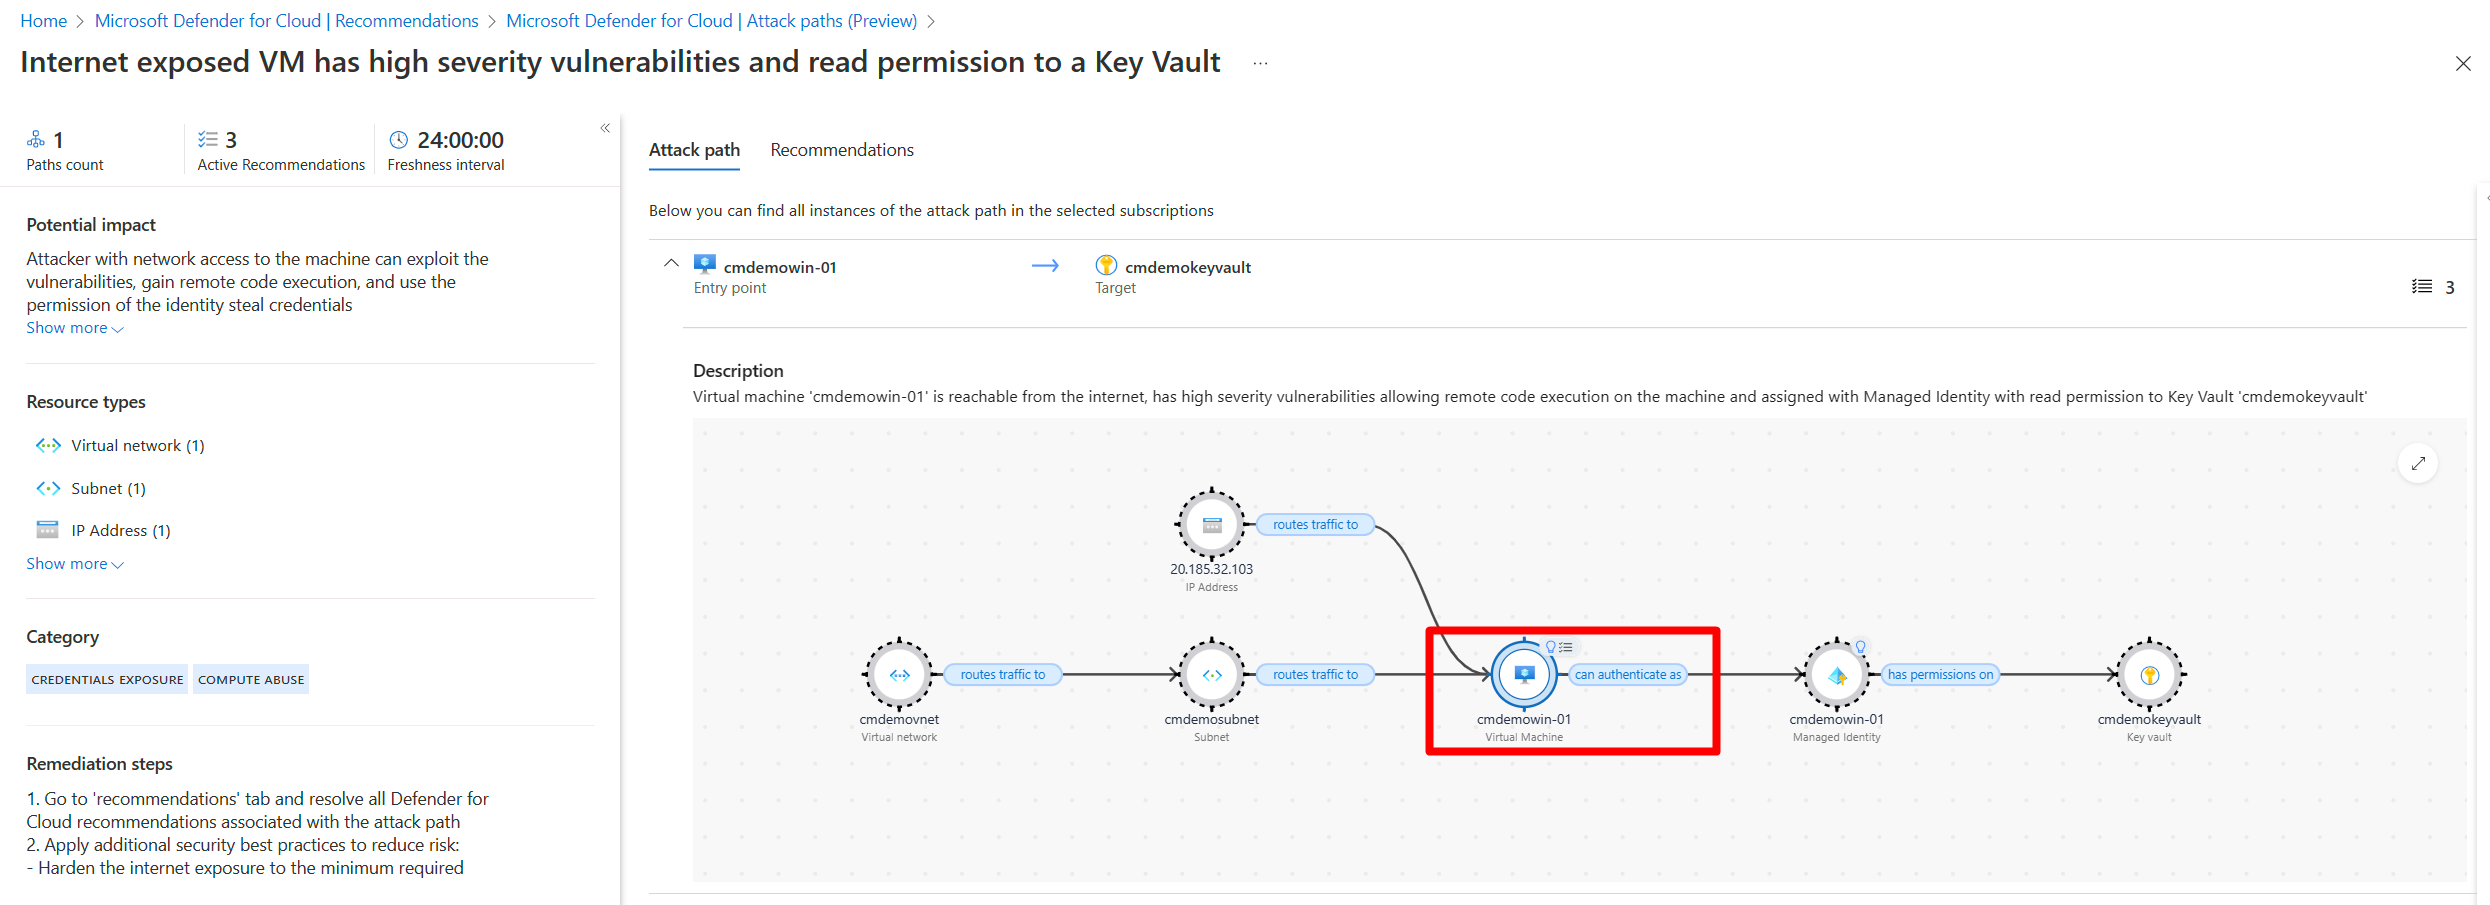 Home > Microsoft Defender for Cloud | Recommendations > Microsoft Defender for Cloud | Attack paths (Preview) >
Internet exposed VM has high severity vulnerabilities and read permission to a Key Vault ...
1
Paths count
3
Active Recommendations
24:00:00
Freshness interval
Potential impact
Attacker with network access to the machine can exploit the
vulnerabilities, gain remote code execution, and use the
permission of the identity steal credentials
Show more
Resource types
Virtual network (1)
Subnet (1)
IP Address (1)
Show more
Category
CREDENTIALS EXPOSURE
COMPUTE ABUSE
Remediation steps
1. Go to 'recommendations' tab and resolve all Defender for
Cloud recommendations associated with the attack path
2. Apply additional security best practices to reduce risk:
- Harden the internet exposure to the minimum required
Attack path
Recommendations
Below you can find all instances of the attack path in the selected subscriptions
cmdemowin-01
Entry point
cmdemokeyvault
Target
3
Description
Virtual machine 'cmdemowin-01' is reachable from the internet, has high severity vulnerabilities allowing remote code execution on the machine and assigned with Managed Identity with read permission to Key Vault 'cmdemokeyvault'
routes traffic to
20.185.32.103
IP Address
routes traffic to
routes traffic to
can authenticate as
has permissions on
cmdemovnet
Virtual network
cmdemosubnet
Subnet
cmdemowin-01
Virtual Machine
cmdemowin-01
Managed Identity
cmdemokeyvault
Key vault